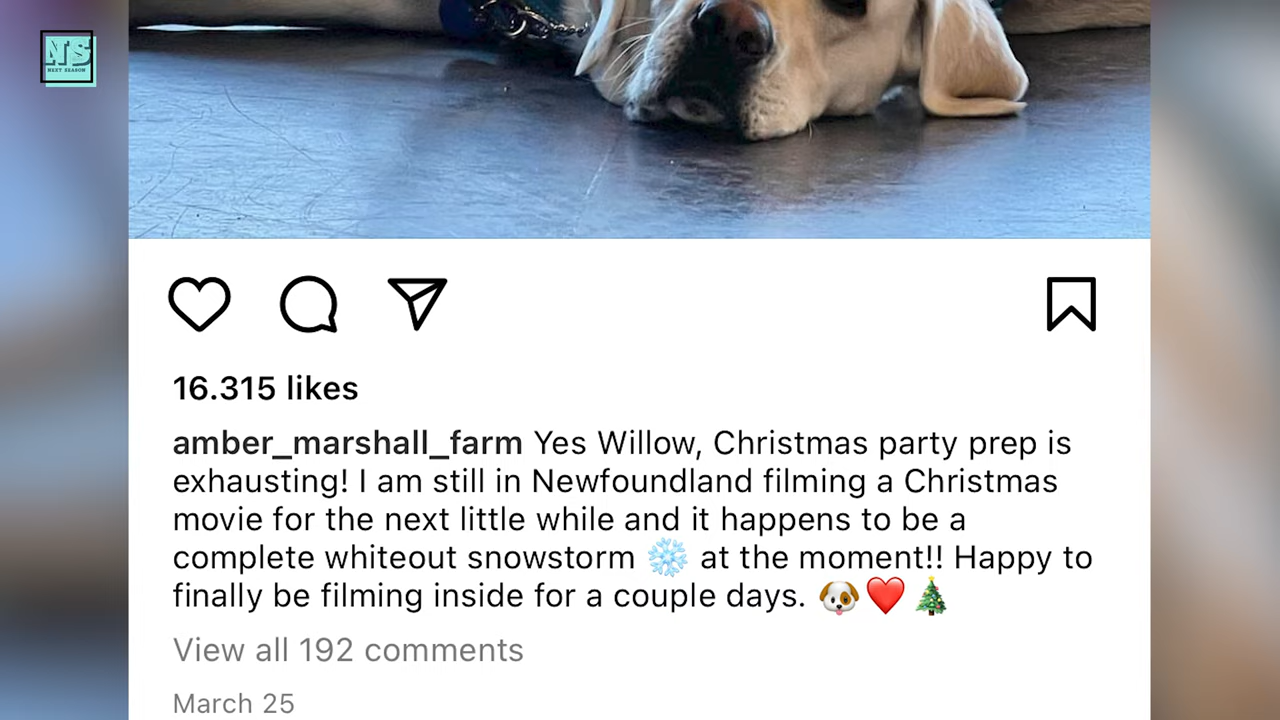 NS
NEXT SEASON
16.315 likes
amber_marshall_farm Yes Willow, Christmas party prep is
exhausting! I am still in Newfoundland filming a Christmas
movie for the next little while and it happens to be a
complete whiteout snowstorm ❄️ at the moment!! Happy to
finally be filming inside for a couple days. 🐶❤️🎄
View all 192 comments
March 25